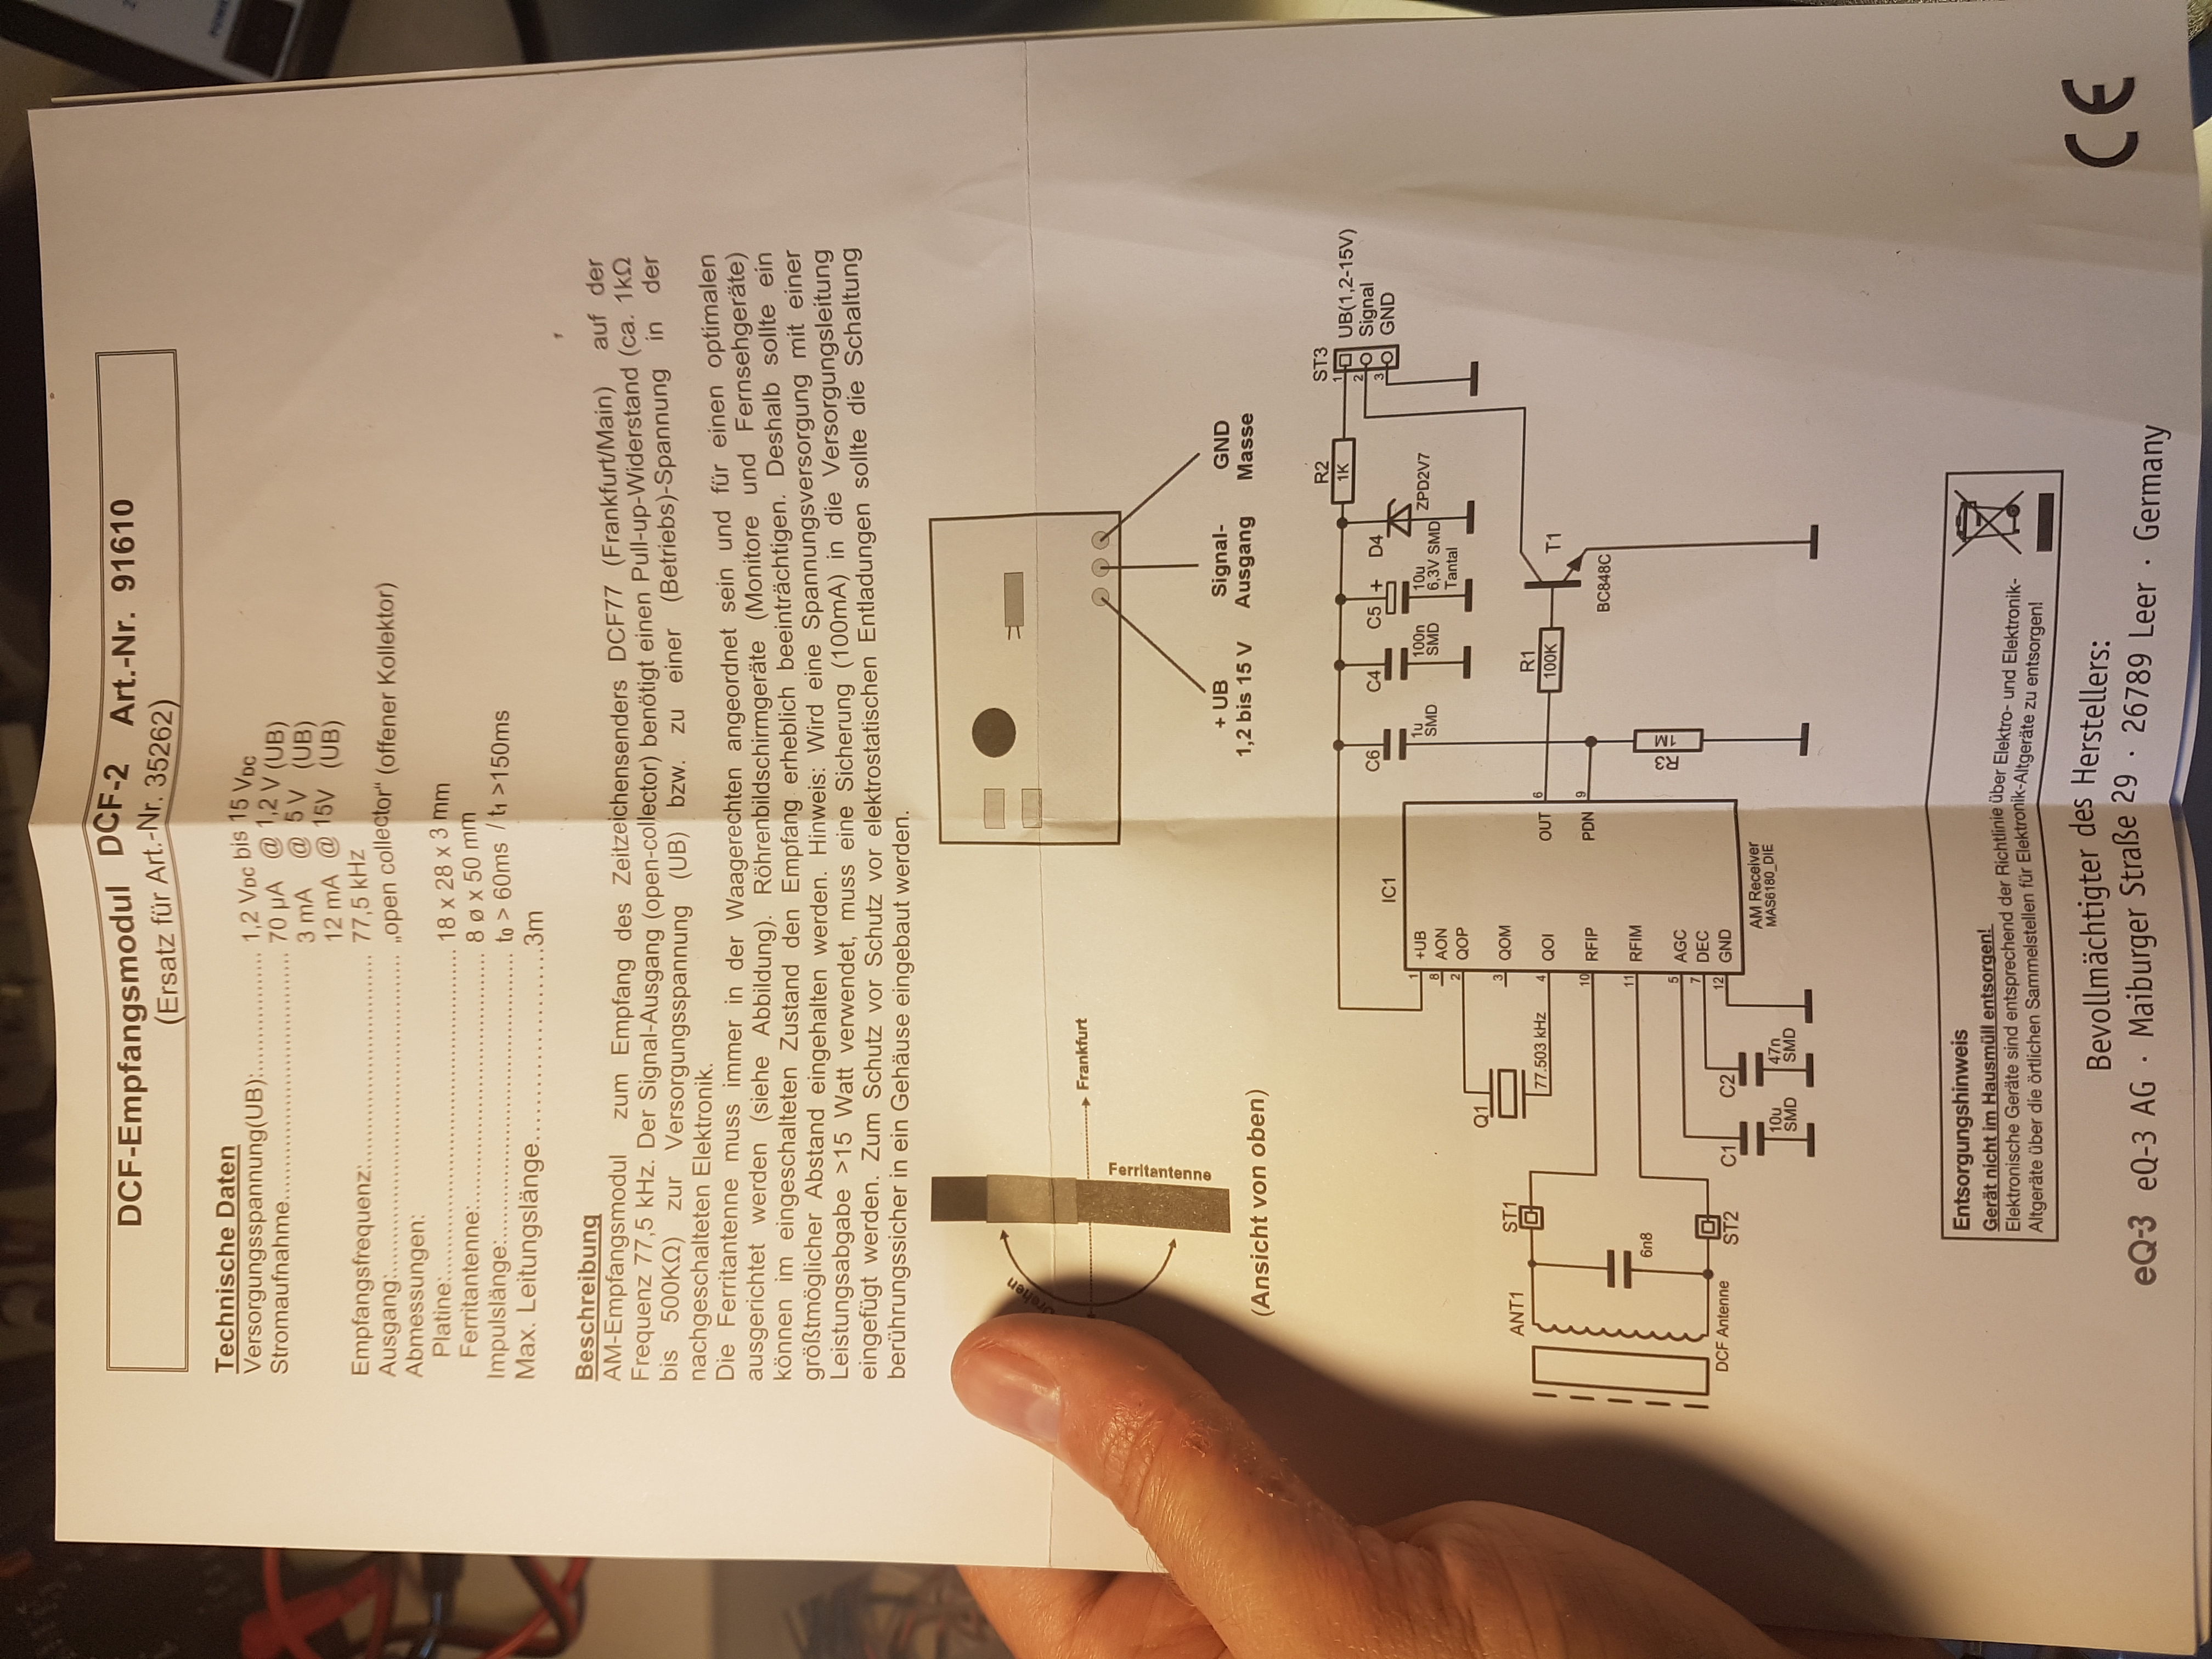 DCF-Empfangsmodul DCF-2 Art.-Nr. 91610
(Ersatz für Art.-Nr. 35262)
Technische Daten
Versorgungsspannung(UB):.................. 1,2 VDC bis 15 VDC
Stromaufnahme..................................... 70 µA @ 1,2 V (UB)
3 mA @ 5 V (UB)
12 mA @ 15V (UB)
Empfangsfrequenz:............................... 77,5 kHz
Ausgang:................................................ „open collector“ (offener Kollektor)
Abmessungen:
Platine:................................................. 18 x 28 x 3 mm
Ferritantenne:...................................... 8 ø x 50 mm
Impulslänge:........................................... t0 > 60ms / t1 >150ms
Max. Leitungslänge......................3m
Beschreibung
AM-Empfangsmodul zum Empfang des Zeitzeichensenders DCF77 (Frankfurt/Main) auf der
Frequenz 77,5 kHz. Der Signal-Ausgang (open-collector) benötigt einen Pull-up-Widerstand (ca. 1kΩ
bis 500KΩ) zur Versorgungsspannung (UB) bzw. zu einer (Betriebs)-Spannung in der
nachgeschalteten Elektronik.
Die Ferritantenne muss immer in der Waagerechten angeordnet sein und für einen optimalen
ausgerichtet werden (siehe Abbildung). Röhrenbildschirmgeräte (Monitore und Fernsehgeräte)
können im eingeschalteten Zustand den Empfang erheblich beeinträchtigen. Deshalb sollte ein
größtmöglicher Abstand eingehalten werden. Hinweis: Wird eine Spannungsversorgung mit einer
Leistungsabgabe >15 Watt verwendet, muss eine Sicherung (100mA) in die Versorgungsleitung
eingefügt werden. Zum Schutz vor Schutz vor elektrostatischen Entladungen sollte die Schaltung
berührungssicher in ein Gehäuse eingebaut werden.
Frankfurt
Ferritantenne
(Ansicht von oben)
+ UB
1,2 bis 15 V
Signal-
Ausgang
GND
Masse
R2
1K
ST3
1
2
3
UB(1,2-15V)
Signal
GND
C6
1u
SMD
C4
100n
SMD
C5 +
10u
6,3V SMD
Tantal
D4
ZPD2V7
IC1
1 +UB
8 AON
2 QOP
3 QOM
4 QOI
10 RFIP
11 RFIM
5 AGC
7 DEC
12 GND
OUT 6
PDN 9
AM Receiver
MAS6180_DIE
Q1
77.503 kHz
ANT1
ST1
6n8
DCF Antenne
ST2
C1
10u
SMD
C2
47n
SMD
R1
100K
T1
BC848C
R3
1M
Entsorgungshinweis
Gerät nicht im Hausmüll entsorgen!
Elektronische Geräte sind entsprechend der Richtlinie über Elektro- und Elektronik-
Altgeräte über die örtlichen Sammelstellen für Elektronik-Altgeräte zu entsorgen!
Bevollmächtigter des Herstellers:
eQ-3 eQ-3 AG · Maiburger Straße 29 · 26789 Leer · Germany
CE